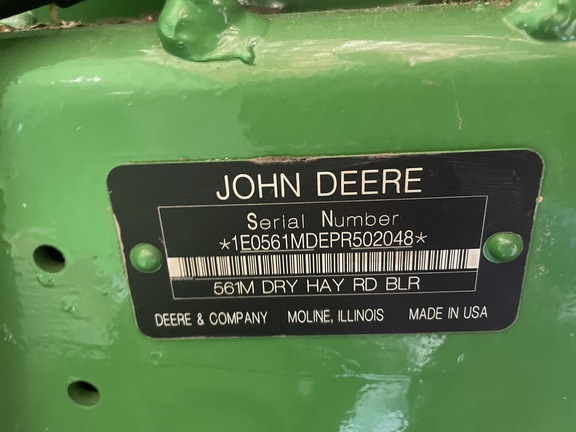 JOHN DEERE
Serial Number
*1E0561MDEPR502048*
561M DRY HAY RD BLR
DEERE & COMPANY MOLINE, ILLINOIS MADE IN USA